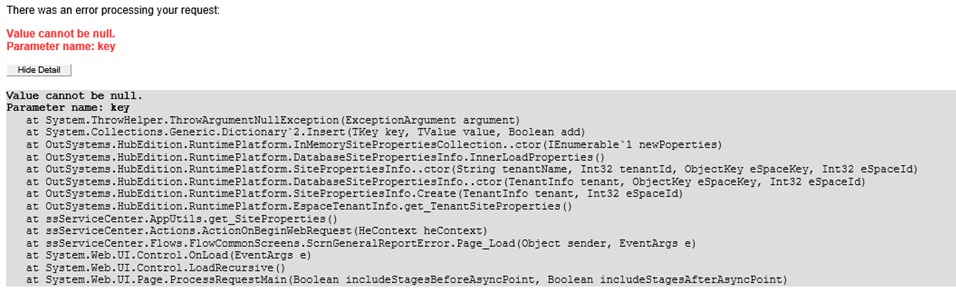 There was an error processing your request:
Value cannot be null.
Parameter name: key
Hide Detail
Value cannot be null.
Parameter name: key
at System.ThrowHelper.ThrowArgumentNullException(ExceptionArgument argument)
at System.Collections.Generic.Dictionary`2.Insert(TKey key, TValue value, Boolean add)
at OutSystems.HubEdition.RuntimePlatform.InMemorySitePropertiesCollection..ctor(IEnumerable`1 newPoperties)
at OutSystems.HubEdition.RuntimePlatform.DatabaseSitePropertiesInfo.InnerLoadProperties()
at OutSystems.HubEdition.RuntimePlatform.SitePropertiesInfo..ctor(String tenantName, Int32 tenantId, ObjectKey eSpaceKey, Int32 eSpaceId)
at OutSystems.HubEdition.RuntimePlatform.DatabaseSitePropertiesInfo..ctor(TenantInfo tenant, ObjectKey eSpaceKey, Int32 eSpaceId)
at OutSystems.HubEdition.RuntimePlatform.SitePropertiesInfo.Create(TenantInfo tenant, Int32 eSpaceId)
at OutSystems.HubEdition.RuntimePlatform.EspaceTenantInfo.get_TenantSiteProperties()
at ssServiceCenter.AppUtils.get_SiteProperties()
at ssServiceCenter.Actions.ActionOnBeginWebRequest(HeContext heContext)
at ssServiceCenter.Flows.FlowCommonScreens.ScrnGeneralReportError.Page_Load(Object sender, EventArgs e)
at System.Web.UI.Control.OnLoad(EventArgs e)
at System.Web.UI.Control.LoadRecursive()
at System.Web.UI.Page.ProcessRequestMain(Boolean includeStagesBeforeAsyncPoint, Boolean includeStagesAfterAsyncPoint)